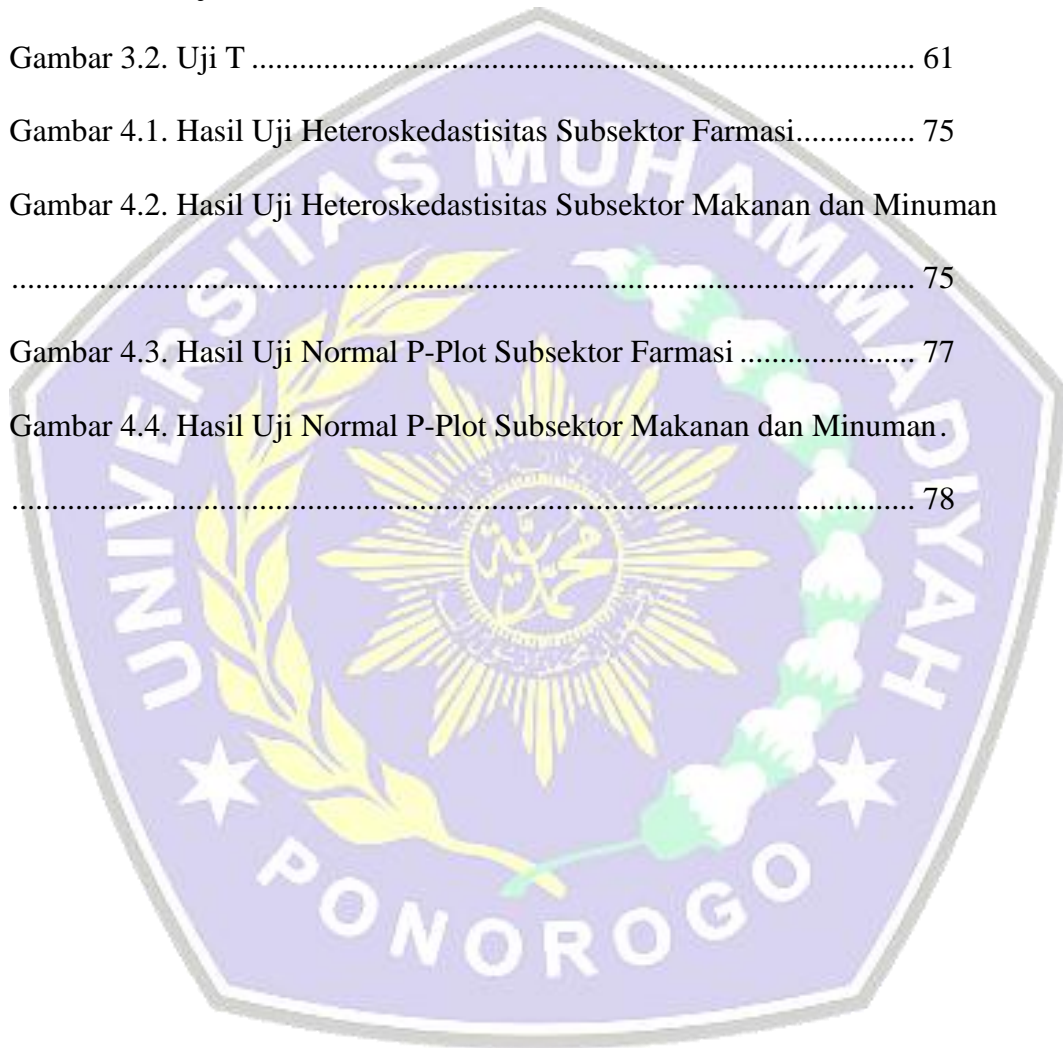 Gambar 3.2. Uji T ................................................................................... 61
Gambar 4.1. Hasil Uji Heteroskedastisitas Subsektor Farmasi............... 75
Gambar 4.2. Hasil Uji Heteroskedastisitas Subsektor Makanan dan Minuman
................................................................................................................. 75
Gambar 4.3. Hasil Uji Normal P-Plot Subsektor Farmasi ...................... 77
Gambar 4.4. Hasil Uji Normal P-Plot Subsektor Makanan dan Minuman.
................................................................................................................. 78
UNIVERSITAS MUHAMMADIYAH
PONOROGO